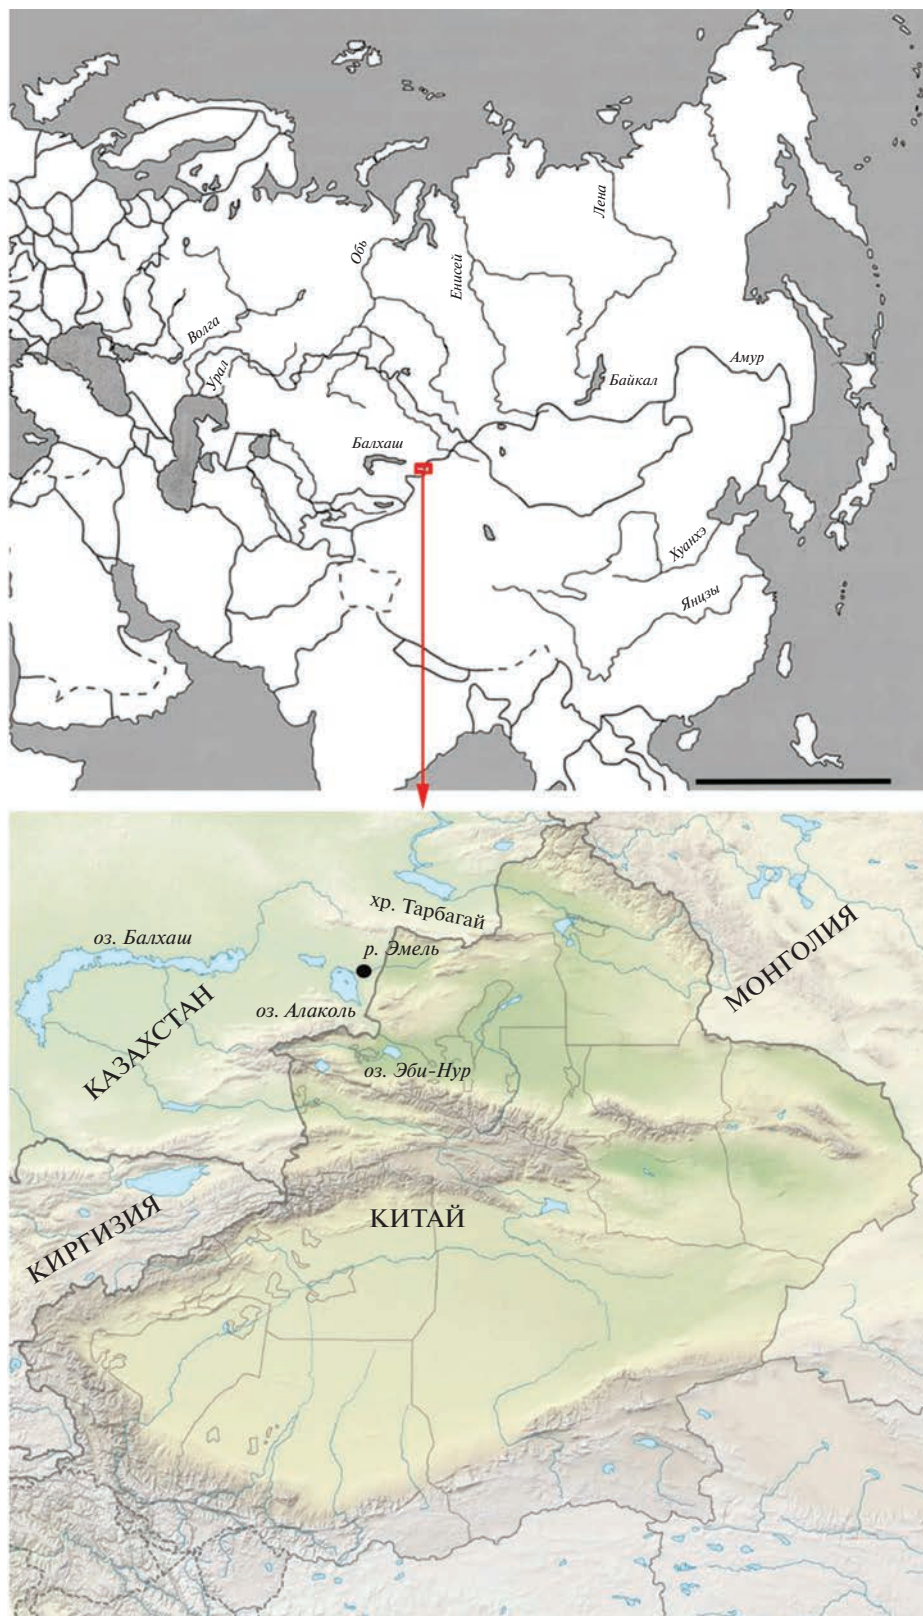 Лена
Обь
Енисей
Волга
Урал
Байкал
Амур
Балхаш
Хуанхэ
Янцзы
хр. Тарбагай
оз. Балхаш
р. Эмель
МОНГОЛИЯ
оз. Алаколь
КАЗАХСТАН
оз. Эби-Нур
КИТАЙ
КИРГИЗИЯ